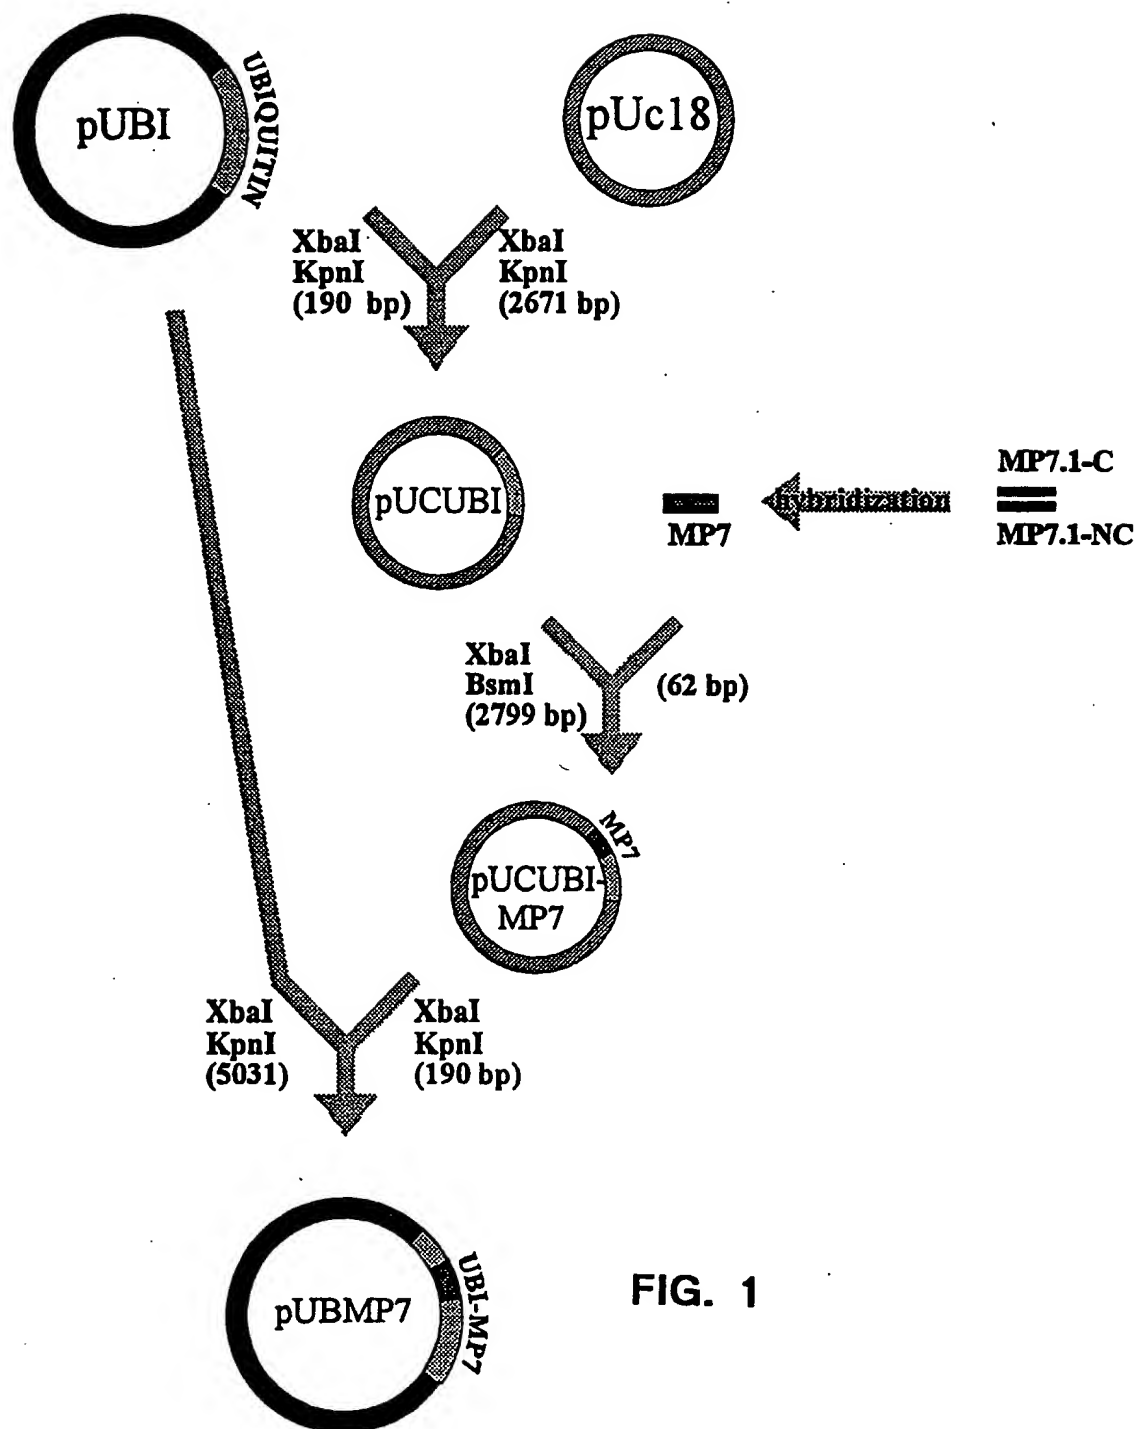 pUBI
UBIQUITIN
pUc18
XbaI
KpnI
(190 bp)
XbaI
KpnI
(2671 bp)
pUCUBI
MP7
hybridization
MP7.1-C
MP7.1-NC
XbaI
BsmI
(2799 bp)
(62 bp)
MP7
pUCUBI-
MP7
XbaI
KpnI
(5031)
XbaI
KpnI
(190 bp)
pUBMP7
UBI-MP7
FIG. 1